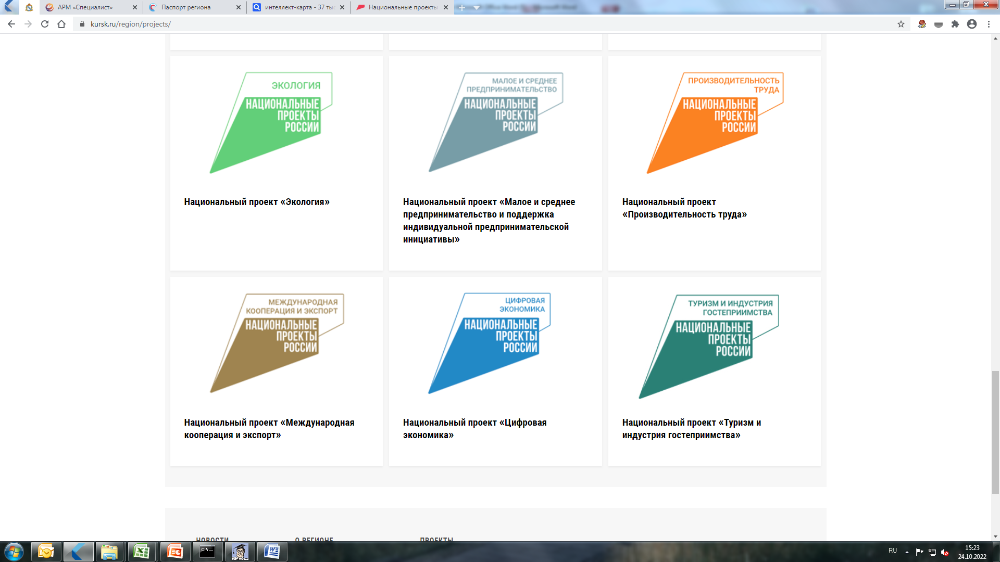 АРМ «Специалист»
Паспорт региона
интеллект-карта - 37 ты
Национальные проекты
kursk.ru/region/projects/
ЭКОЛОГИЯ
НАЦИОНАЛЬНЫЕ
ПРОЕКТЫ
РОССИИ
Национальный проект «Экология»
МАЛОЕ И СРЕДНЕЕ
ПРЕДПРИНИМАТЕЛЬСТВО
НАЦИОНАЛЬНЫЕ
ПРОЕКТЫ
РОССИИ
Национальный проект «Малое и среднее
предпринимательство и поддержка
индивидуальной предпринимательской
инициативы»
ПРОИЗВОДИТЕЛЬНОСТЬ
ТРУДА
НАЦИОНАЛЬНЫЕ
ПРОЕКТЫ
РОССИИ
Национальный проект
«Производительность труда»
МЕЖДУНАРОДНАЯ
КООПЕРАЦИЯ И ЭКСПОРТ
НАЦИОНАЛЬНЫЕ
ПРОЕКТЫ
РОССИИ
Национальный проект «Международная
кооперация и экспорт»
ЦИФРОВАЯ
ЭКОНОМИКА
НАЦИОНАЛЬНЫЕ
ПРОЕКТЫ
РОССИИ
Национальный проект «Цифровая
экономика»
ТУРИЗМ И ИНДУСТРИЯ
ГОСТЕПРИИМСТВА
НАЦИОНАЛЬНЫЕ
ПРОЕКТЫ
РОССИИ
Национальный проект «Туризм и
индустрия гостеприимства»
НОВОСТИ
О РЕГИОНЕ
ПРОЕКТЫ
RU
15:23
24.10.2022